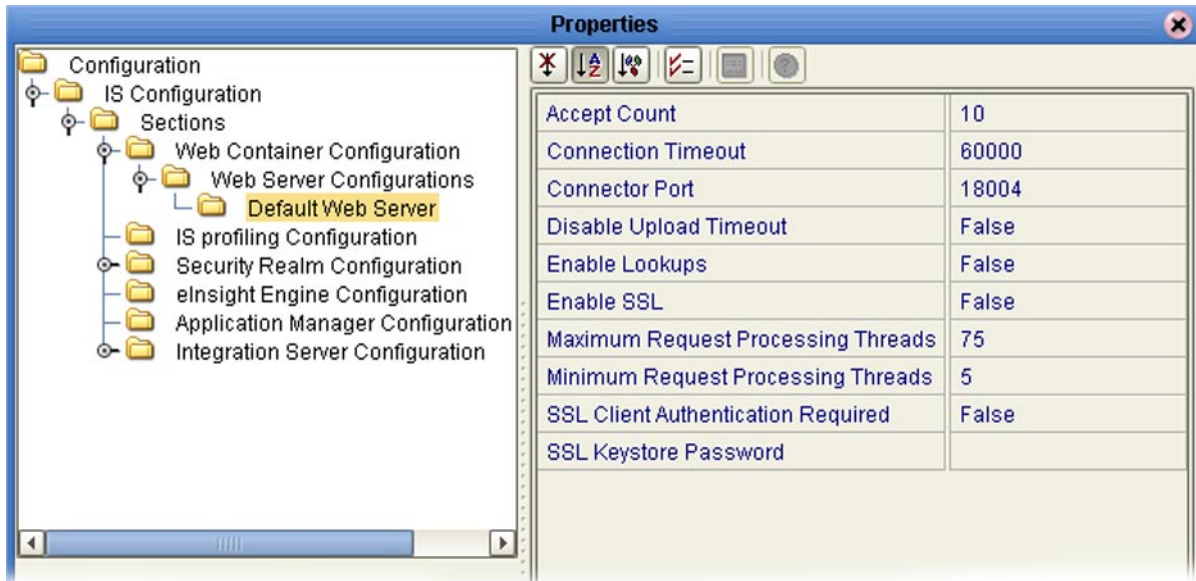 Properties
Configuration
IS Configuration
Sections
Web Container Configuration
Web Server Configurations
Default Web Server
IS profiling Configuration
Security Realm Configuration
eInsight Engine Configuration
Application Manager Configuration
Integration Server Configuration
Accept Count 10
Connection Timeout 60000
Connector Port 18004
Disable Upload Timeout False
Enable Lookups False
Enable SSL False
Maximum Request Processing Threads 75
Minimum Request Processing Threads 5
SSL Client Authentication Required False
SSL Keystore Password